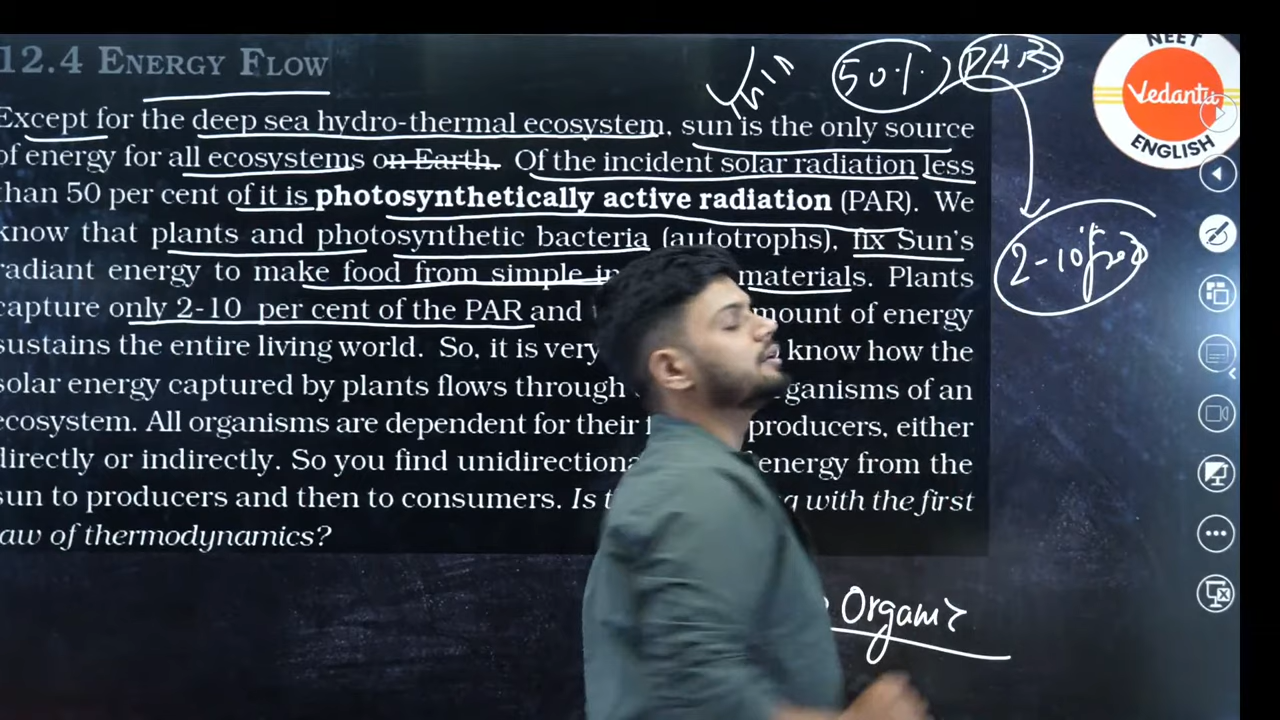 12.4 ENERGY FLOW
50%
PAR
Except for the deep sea hydro-thermal ecosystem, sun is the only source
of energy for all ecosystems on Earth. Of the incident solar radiation less
than 50 per cent of it is photosynthetically active radiation (PAR). We
know that plants and photosynthetic bacteria (autotrophs), fix Sun's
radiant energy to make food from simple in materials. Plants
capture only 2-10 per cent of the PAR and mount of energy
sustains the entire living world. So, it is very know how the
solar energy captured by plants flows through ganisms of an
ecosystem. All organisms are dependent for their f producers, either
directly or indirectly. So you find unidirectiona energy from the
sun to producers and then to consumers. Is t g with the first
law of thermodynamics?
2-10%
Organi
NEET
Vedantu
ENGLISH